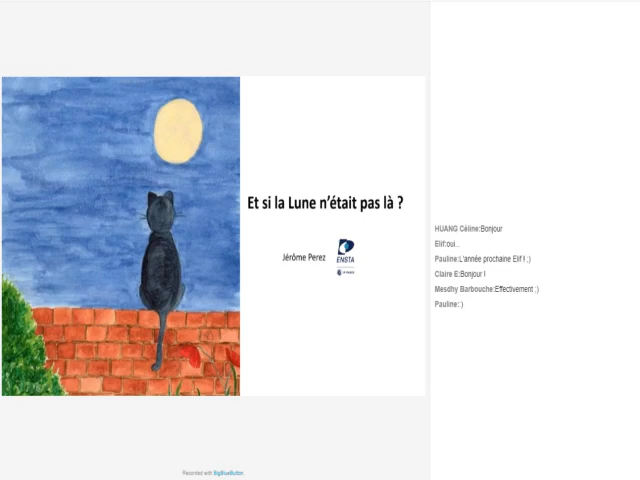 Et si la Lune n'était pas là ?
Jérôme Perez
ENSTA
HUANG Céline:Bonjour
Elif:oui...
Pauline:L'année prochaine Elif ! ;)
Claire E:Bonjour !
Mesdhy Barbouche:Effectivement ;)
Pauline::)
Recorded with BigBlueButton.